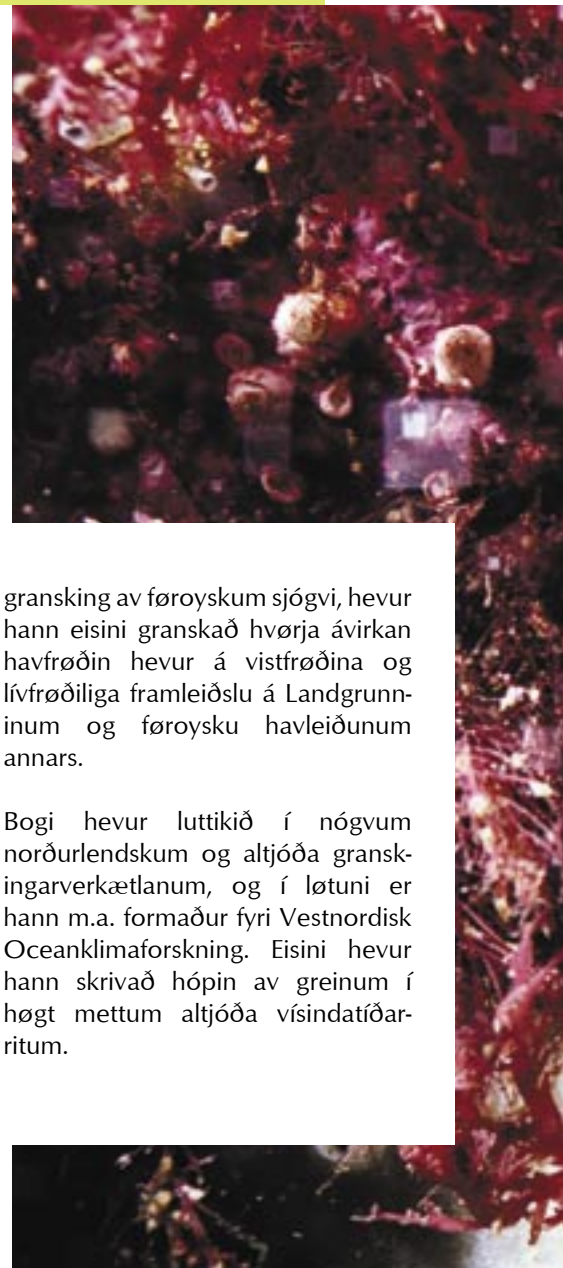 gransking av føroyskum sjógvi, hevur
hann eisini granskað hvørja ávirkan
havfrøðin hevur á vistfrøðina og
lívfrøðiliga framleiðslu á Landgrunn-
inum og føroysku havleiðunum
annars.
Bogi hevur luttikið í nógvum
norðurlendskum og altjóða gransk-
ingarverkætlanum, og í løtuni er
hann m.a. formaður fyri Vestnordisk
Oceanklimaforskning. Eisini hevur
hann skrivað hópin av greinum í
høgt mettum altjóða vísindatíðar-
ritum.